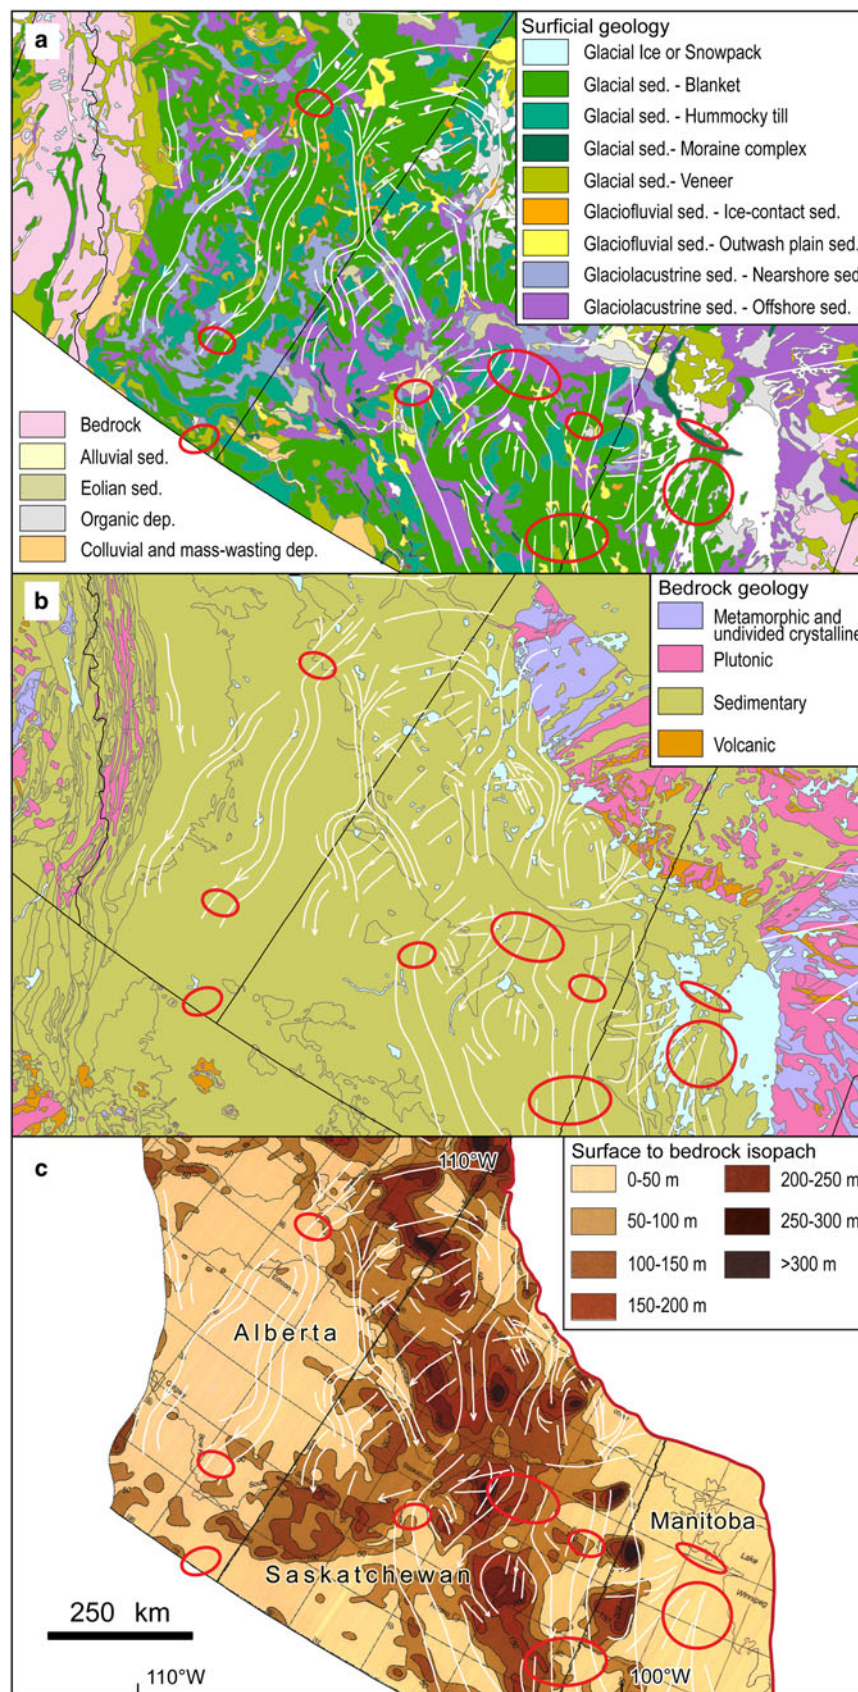 a
Surficial geology
Glacial Ice or Snowpack
Glacial sed. - Blanket
Glacial sed. - Hummocky till
Glacial sed.- Moraine complex
Glacial sed.- Veneer
Glaciofluvial sed. - Ice-contact sed.
Glaciofluvial sed.- Outwash plain sed.
Glaciolacustrine sed. - Nearshore sed
Glaciolacustrine sed. - Offshore sed.
Bedrock
Alluvial sed.
Eolian sed.
Organic dep.
Colluvial and mass-wasting dep.
b
Bedrock geology
Metamorphic and
undivided crystalline
Plutonic
Sedimentary
Volcanic
c
110°W
Surface to bedrock isopach
0-50 m
50-100 m
100-150 m
150-200 m
200-250 m
250-300 m
>300 m
Alberta
Manitoba
Lake
Winnipeg
Saskatchewan
250 km
110°W
100°W